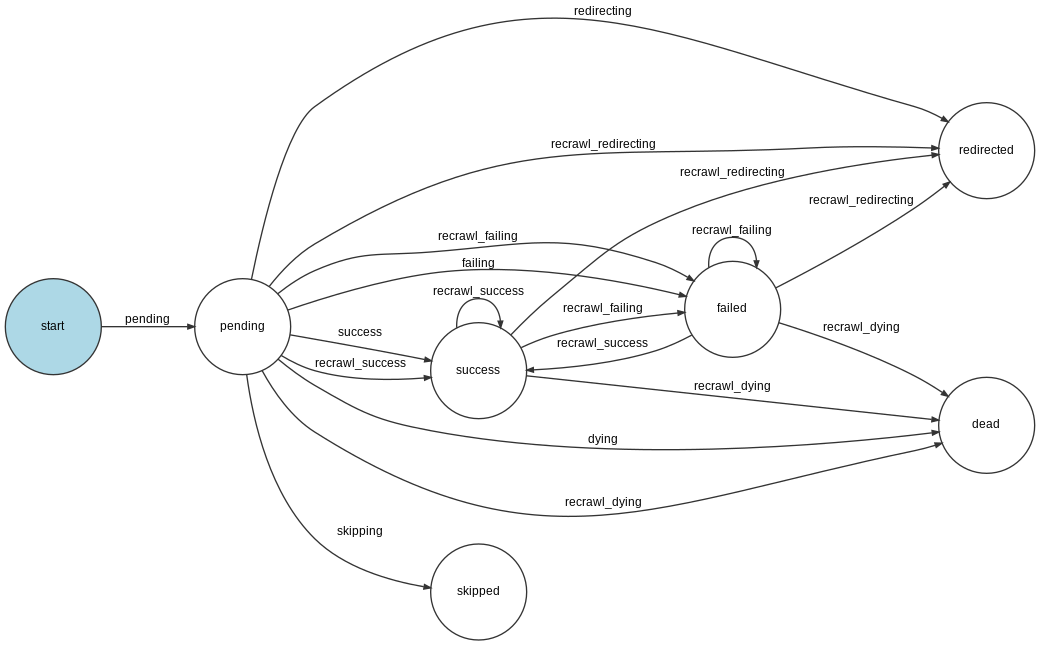 redirecting
recrawl_redirecting
redirected
recrawl_redirecting
recrawl_redirecting
recrawl_failing
recrawl_failing
failing
recrawl_success
start
pending
pending
success
recrawl_failing
failed
recrawl_success
recrawl_dying
recrawl_success
success
recrawl_dying
dead
dying
recrawl_dying
skipping
skipped